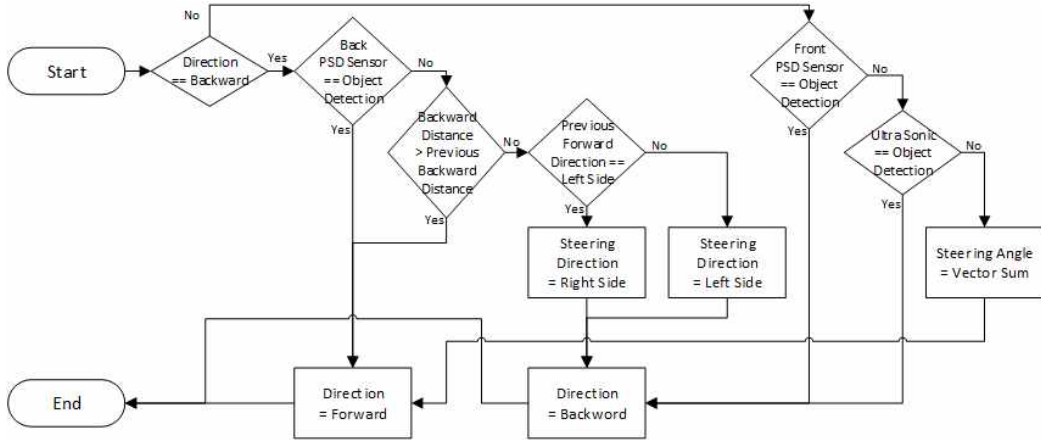 No
Start
Direction
== Backward
Yes
Back
PSD Sensor
== Object
Detection
No
Yes
Backward
Distance
> Previous
Backward
Distance
No
Yes
Previous
Forward
Direction ==
Left Side
No
Yes
Steering
Direction
= Right Side
Steering
Direction
= Left Side
Front
PSD Sensor
== Object
Detection
No
Yes
Ultra Sonic
== Object
Detection
No
Yes
Steering Angle
= Vector Sum
End
Direction
= Forward
Direction
= Backword